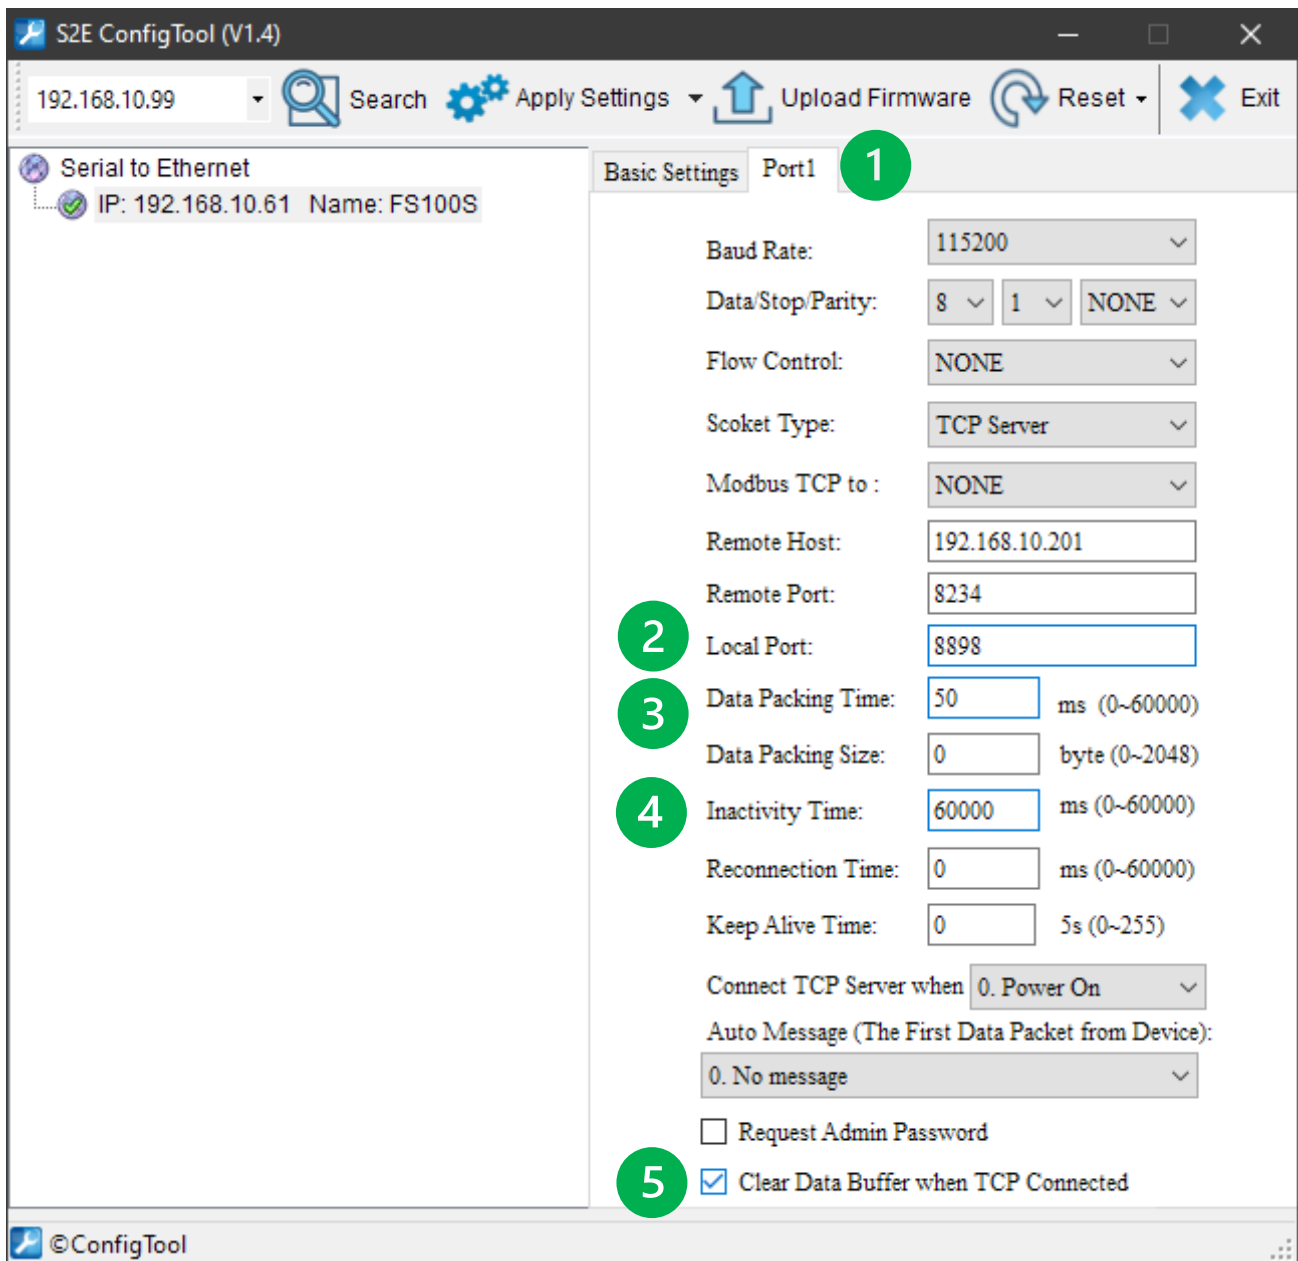 S2E ConfigTool (V1.4)
192.168.10.99 Search Apply Settings Upload Firmware Reset Exit
Serial to Ethernet
IP: 192.168.10.61 Name: FS100S
Basic Settings Port1 1
Baud Rate: 115200
Data/Stop/Parity: 8 1 NONE
Flow Control: NONE
Scoket Type: TCP Server
Modbus TCP to : NONE
Remote Host: 192.168.10.201
Remote Port: 8234
2 Local Port: 8898
3 Data Packing Time: 50 ms (0~60000)
Data Packing Size: 0 byte (0~2048)
4 Inactivity Time: 60000 ms (0~60000)
Reconnection Time: 0 ms (0~60000)
Keep Alive Time: 0 5s (0~255)
Connect TCP Server when 0. Power On
Auto Message (The First Data Packet from Device):
0. No message
Request Admin Password
5 Clear Data Buffer when TCP Connected
©ConfigTool